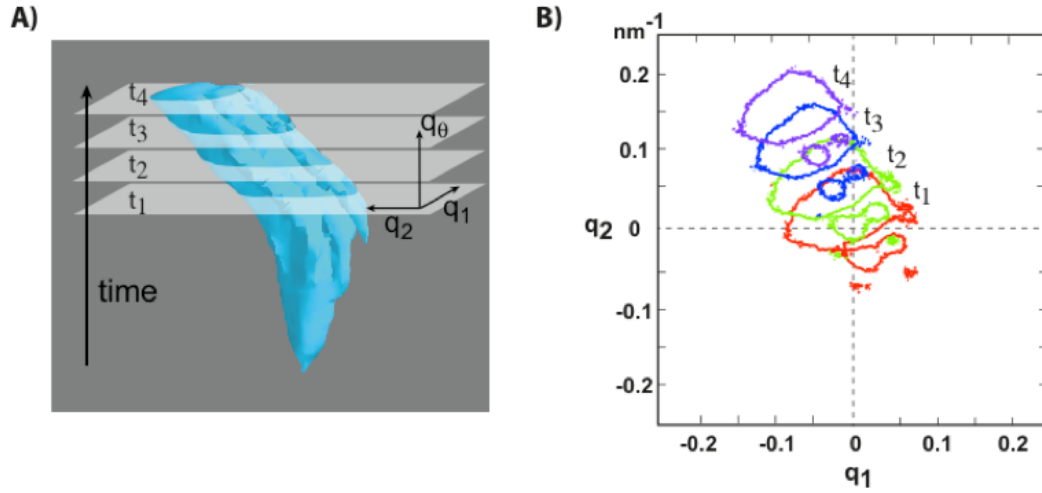 A)
t4
t3
t2
t1
time
qθ
q2
q1
B)
nm-1
0.2
0.1
q2 0
-0.1
-0.2
t4
t3
t2
t1
-0.2 -0.1 0 0.1 0.2
q1